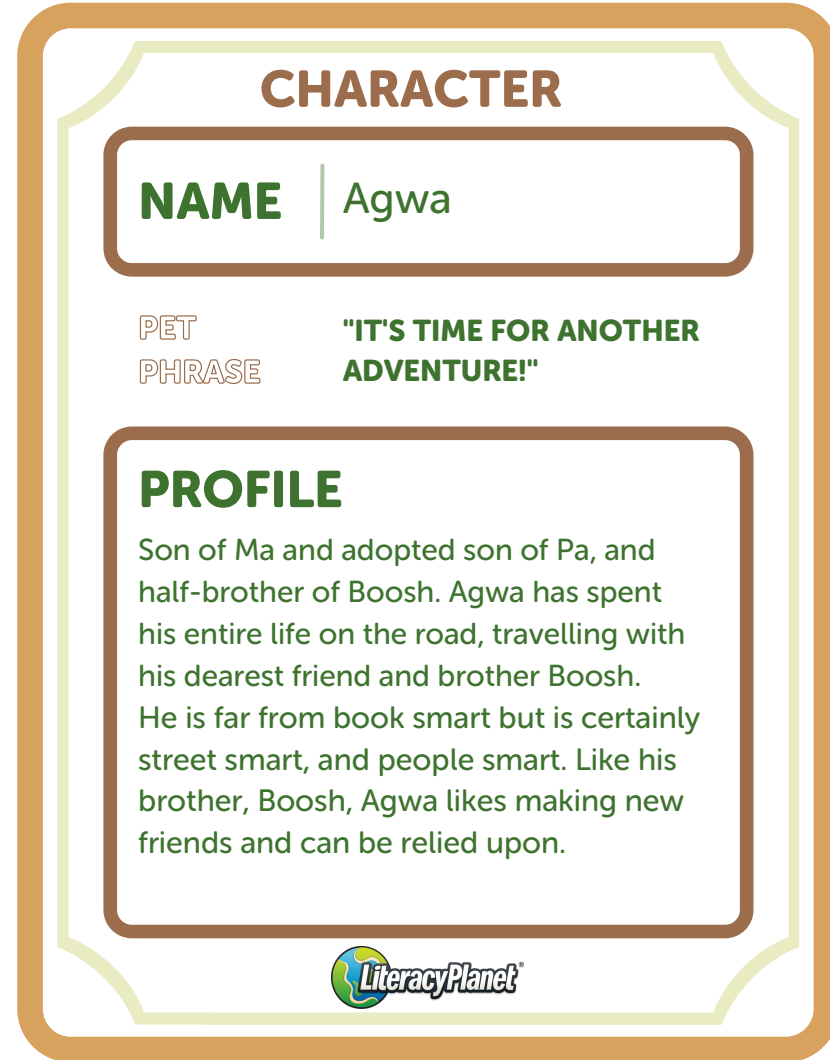 CHARACTER
NAME
Agwa
PET
PHRASE
"IT'S TIME FOR ANOTHER
ADVENTURE!"
PROFILE
Son of Ma and adopted son of Pa, and
half-brother of Boosh. Agwa has spent
his entire life on the road, travelling with
his dearest friend and brother Boosh.
He is far from book smart but is certainly
street smart, and people smart. Like his
brother, Boosh, Agwa likes making new
friends and can be relied upon.
LiteracyPlanet®